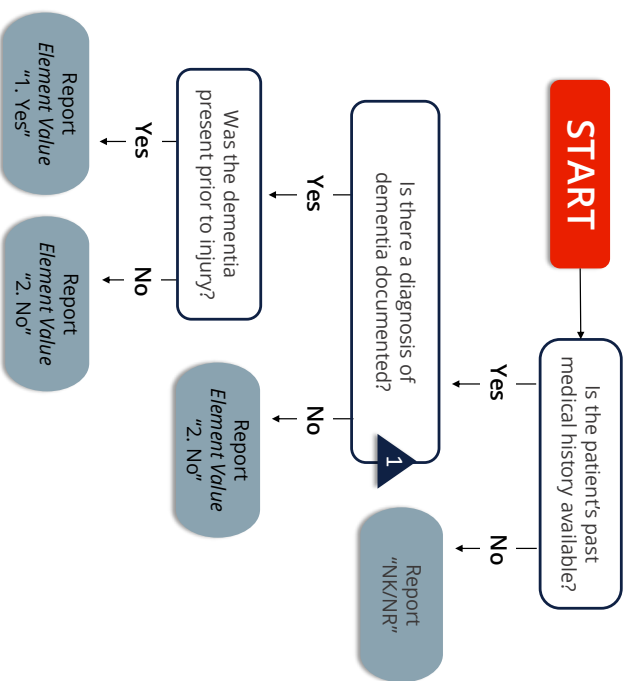 START
Is the patient’s past
medical history available?
Yes
No
Report
“NK/NR”
Is there a diagnosis of
dementia documented?
1
Yes
No
Report
Element Value
“2. No”
Was the dementia
present prior to injury?
Yes
No
Report
Element Value
“1. Yes”
Report
Element Value
“2. No”